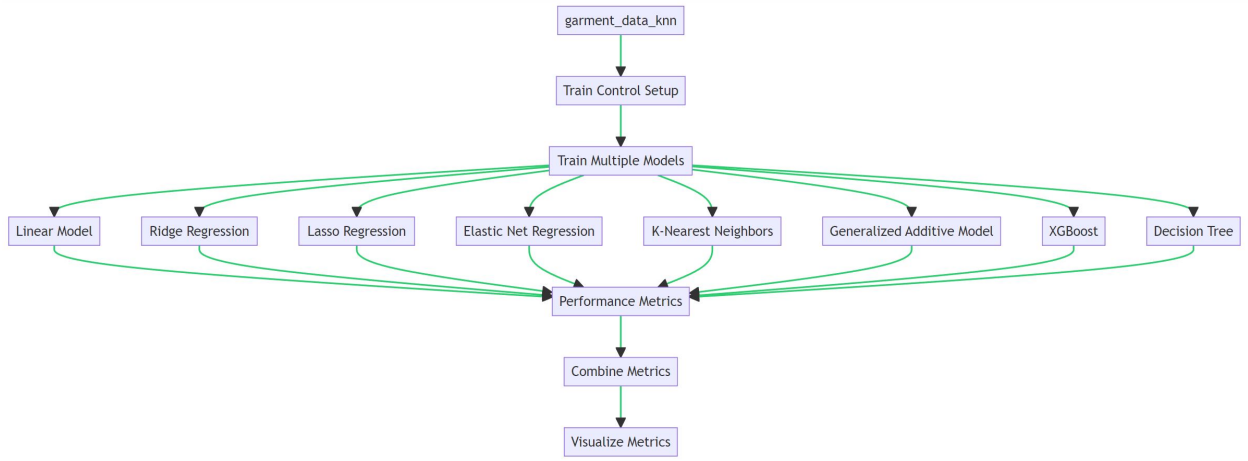 garment_data_knn
Train Control Setup
Train Multiple Models
Linear Model
Ridge Regression
Lasso Regression
Elastic Net Regression
K-Nearest Neighbors
Generalized Additive Model
XGBoost
Decision Tree
Performance Metrics
Combine Metrics
Visualize Metrics